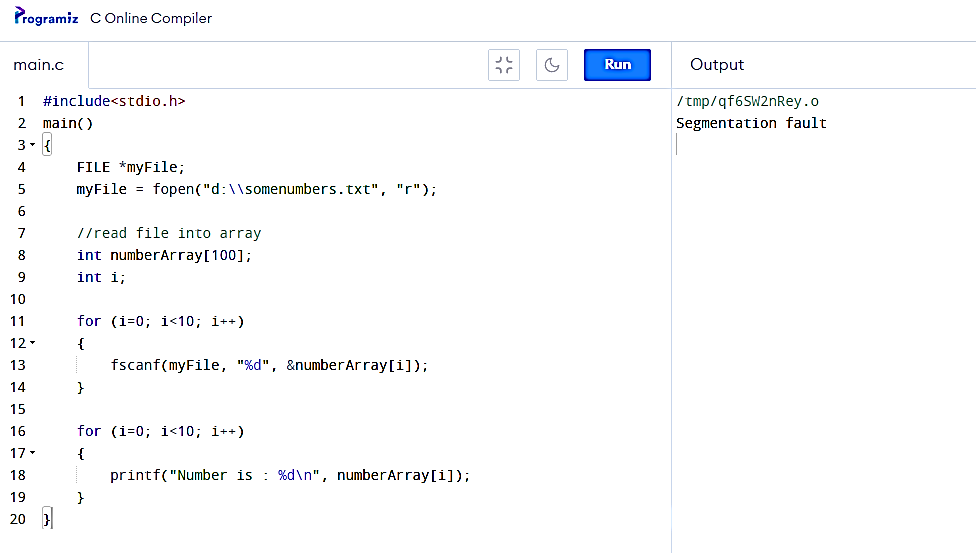 Programiz C Online Compiler
main.c Run Output
1 #include<stdio.h>
2 main()
3 {
4 FILE *myFile;
5 myFile = fopen("d:\\somenumbers.txt", "r");
6
7 //read file into array
8 int numberArray[100];
9 int i;
10
11 for (i=0; i<10; i++)
12 {
13 fscanf(myFile, "%d", &numberArray[i]);
14 }
15
16 for (i=0; i<10; i++)
17 {
18 printf("Number is : %d\n", numberArray[i]);
19 }
20 }
/tmp/qf6SW2nRey.o
Segmentation fault